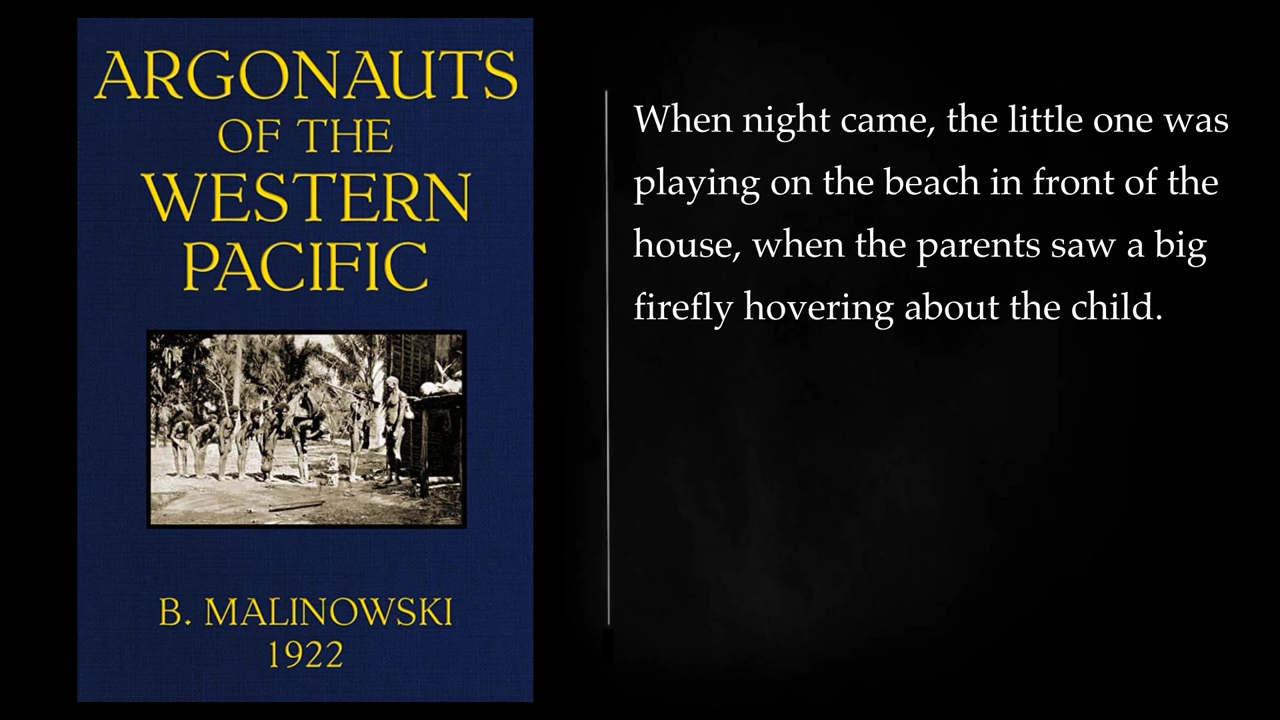 ARGONAUTS
OF THE
WESTERN
PACIFIC
B. MALINOWSKI
1922
When night came, the little one was
playing on the beach in front of the
house, when the parents saw a big
firefly hovering about the child.